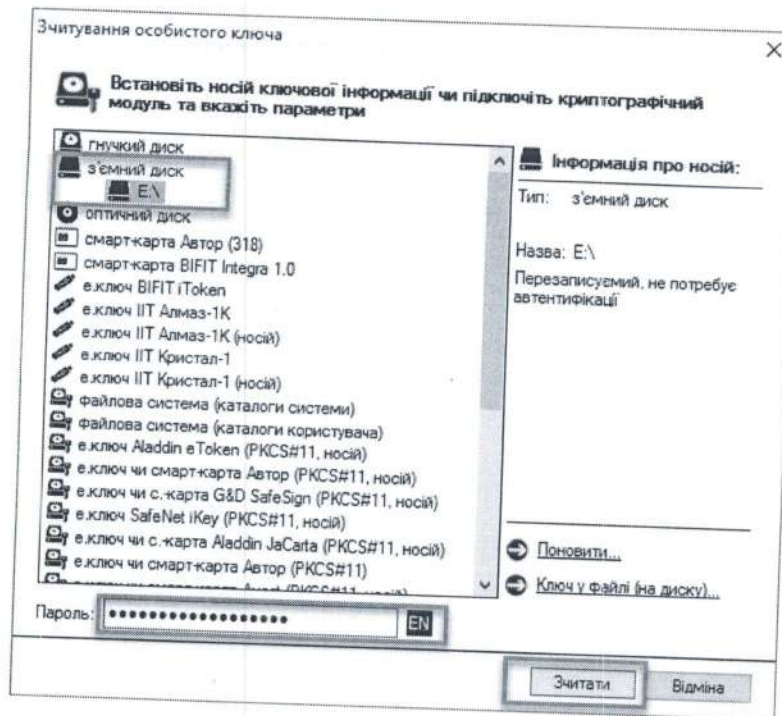 Зчитування особистого ключа
Встановіть носій ключової інформації чи підключіть криптографічний
модуль та вкажіть параметри
гнучкий диск
з'ємний диск
E:\
оптичний диск
смарт-карта Автор (318)
смарт-карта BIFIT Integra 1.0
е.ключ BIFIT iToken
е.ключ ІІТ Алмаз-1К
е.ключ ІІТ Алмаз-1К (носій)
е.ключ ІІТ Кристал-1
е.ключ ІІТ Кристал-1 (носій)
файлова система (каталоги системи)
файлова система (каталоги користувача)
е.ключ Aladdin eToken (PKCS#11, носій)
е.ключ чи смарт-карта Автор (PKCS#11, носій)
е.ключ чи с.-карта G&D SafeSign (PKCS#11, носій)
е.ключ SafeNet iKey (PKCS#11, носій)
е.ключ чи с.-карта Aladdin JaCarta (PKCS#11, носій)
е.ключ чи смарт-карта Автор (PKCS#11)
Інформація про носій:
Тип: з'ємний диск
Назва: E:\
Перезаписуємий, не потребує
автентифікації
Поновити...
Ключ у файлі (на диску)...
Пароль: ••••••••••••••••••
EN
Зчитати
Відміна